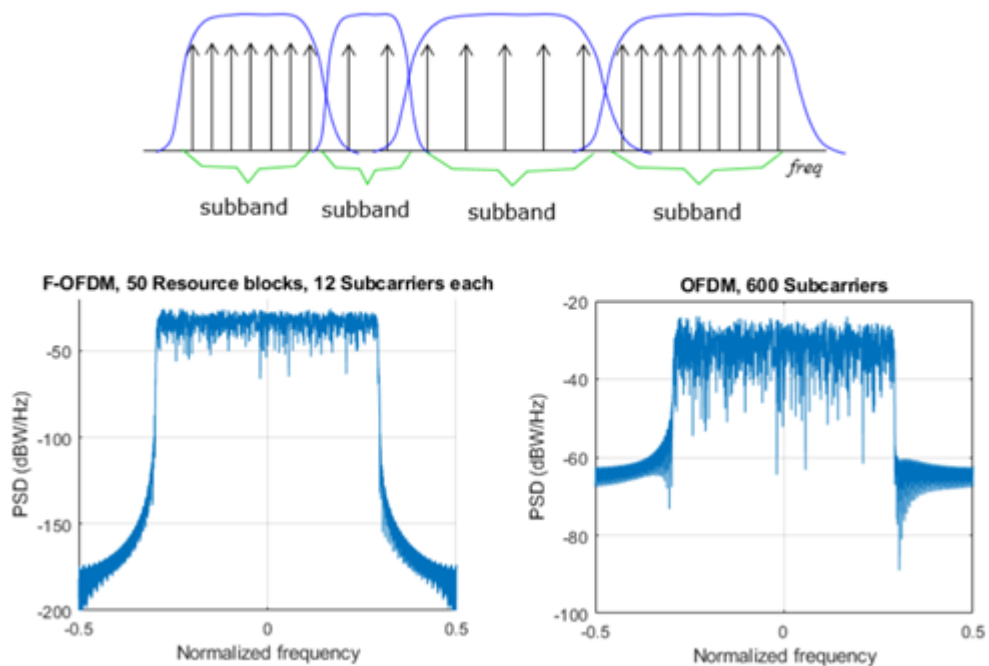 freq
subband
subband
subband
subband
F-OFDM, 50 Resource blocks, 12 Subcarriers each
PSD (dBW/Hz)
-50
-100
-150
-200
-0.5 0 0.5
Normalized frequency
OFDM, 600 Subcarriers
PSD (dBW/Hz)
-20
-40
-60
-80
-100
-0.5 0 0.5
Normalized frequency